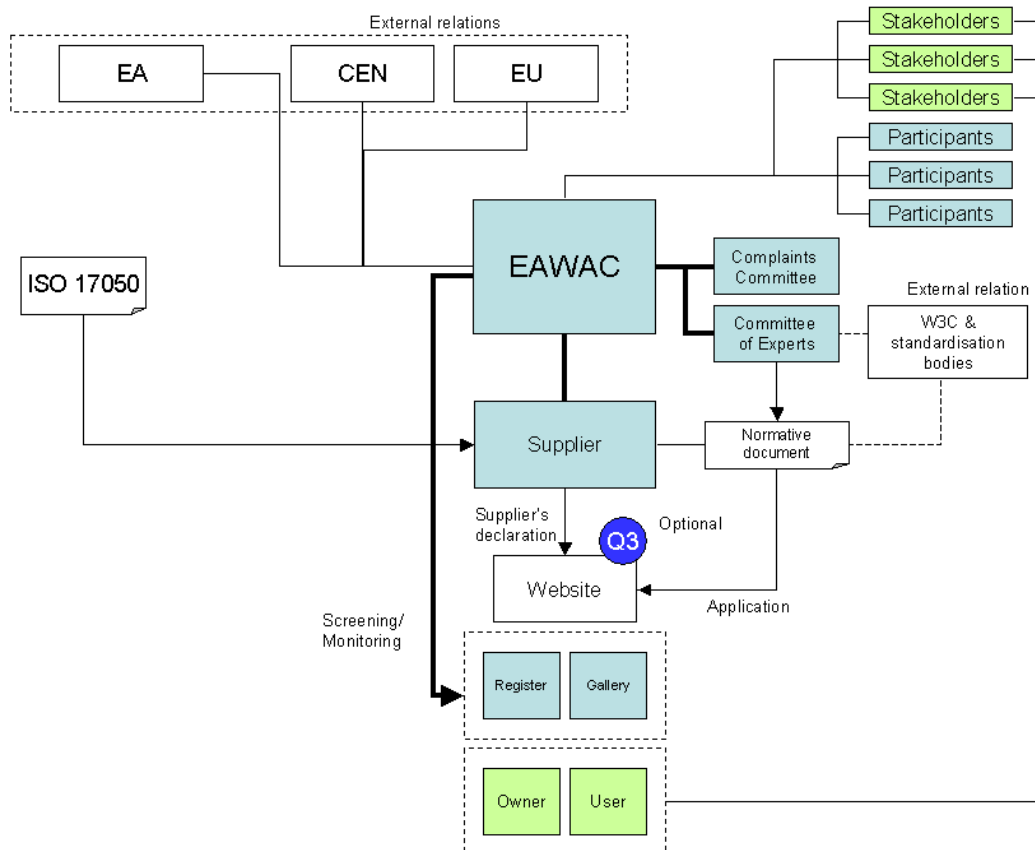 External relations
EA
CEN
EU
Stakeholders
Stakeholders
Stakeholders
Participants
Participants
Participants
EAWAC
Complaints
Committee
ISO 17050
External relation
Committee
of Experts
W3C &
standardisation
bodies
Supplier
Normative
document
Supplier's
declaration
Q3
Optional
Website
Application
Screening/
Monitoring
Register
Gallery
Owner
User